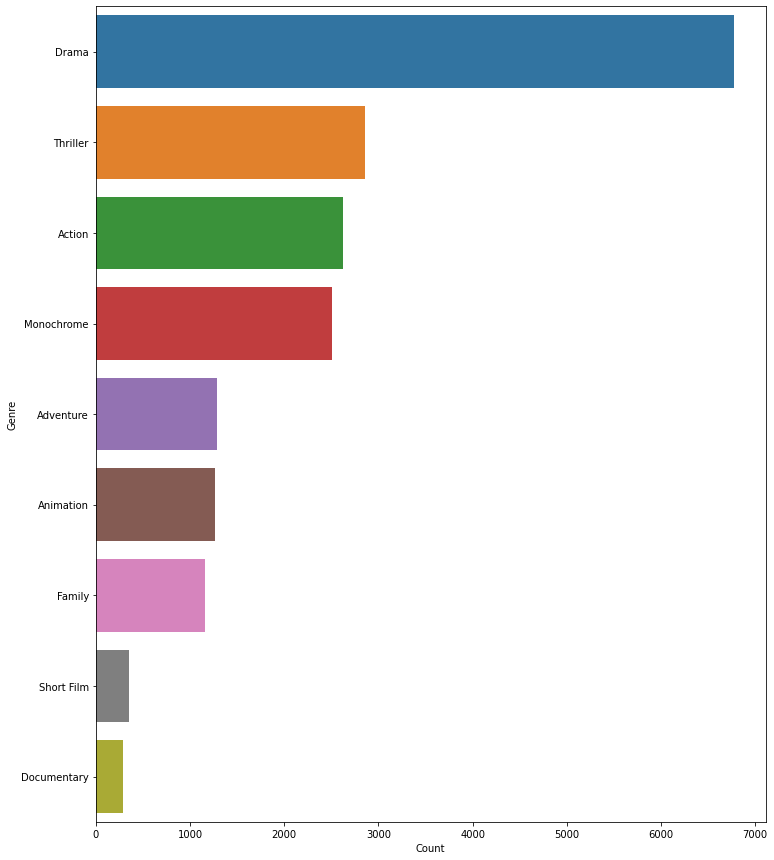 Drama
Thriller
Action
Monochrome
Adventure
Animation
Family
Short Film
Documentary
Genre
0 1000 2000 3000 4000 5000 6000 7000
Count